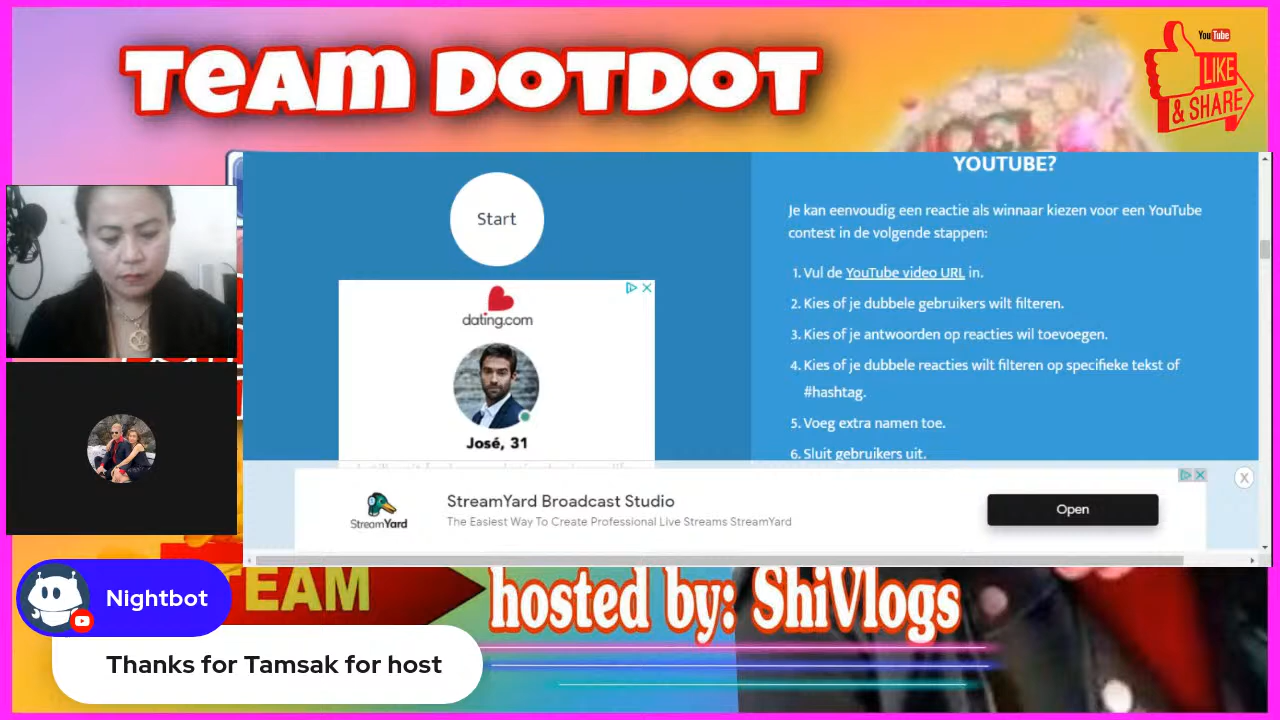 TEAM DOTDOT
YouTube
LIKE
& SHARE
YOUTUBE?
Start
Je kan eenvoudig een reactie als winnaar kiezen voor een YouTube
contest in de volgende stappen:
1. Vul de YouTube video URL in.
2. Kies of je dubbele gebruikers wilt filteren.
3. Kies of je antwoorden op reacties wil toevoegen.
4. Kies of je dubbele reacties wilt filteren op specifieke tekst of
#hashtag.
5. Voeg extra namen toe.
6. Sluit gebruikers uit.
dating.com
José, 31
StreamYard
StreamYard Broadcast Studio
The Easiest Way To Create Professional Live Streams StreamYard
Open
TEAM
hosted by: ShiVlogs
Nightbot
Thanks for Tamsak for host